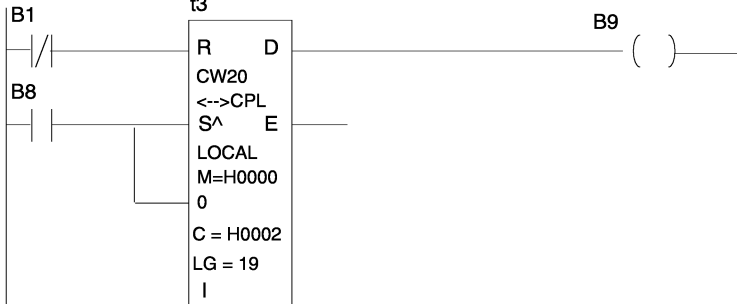 t3
B1
B9
R D
CW20
B8
<-->CPL
S^ E
LOCAL
M=H0000
0
C = H0002
LG = 19
I